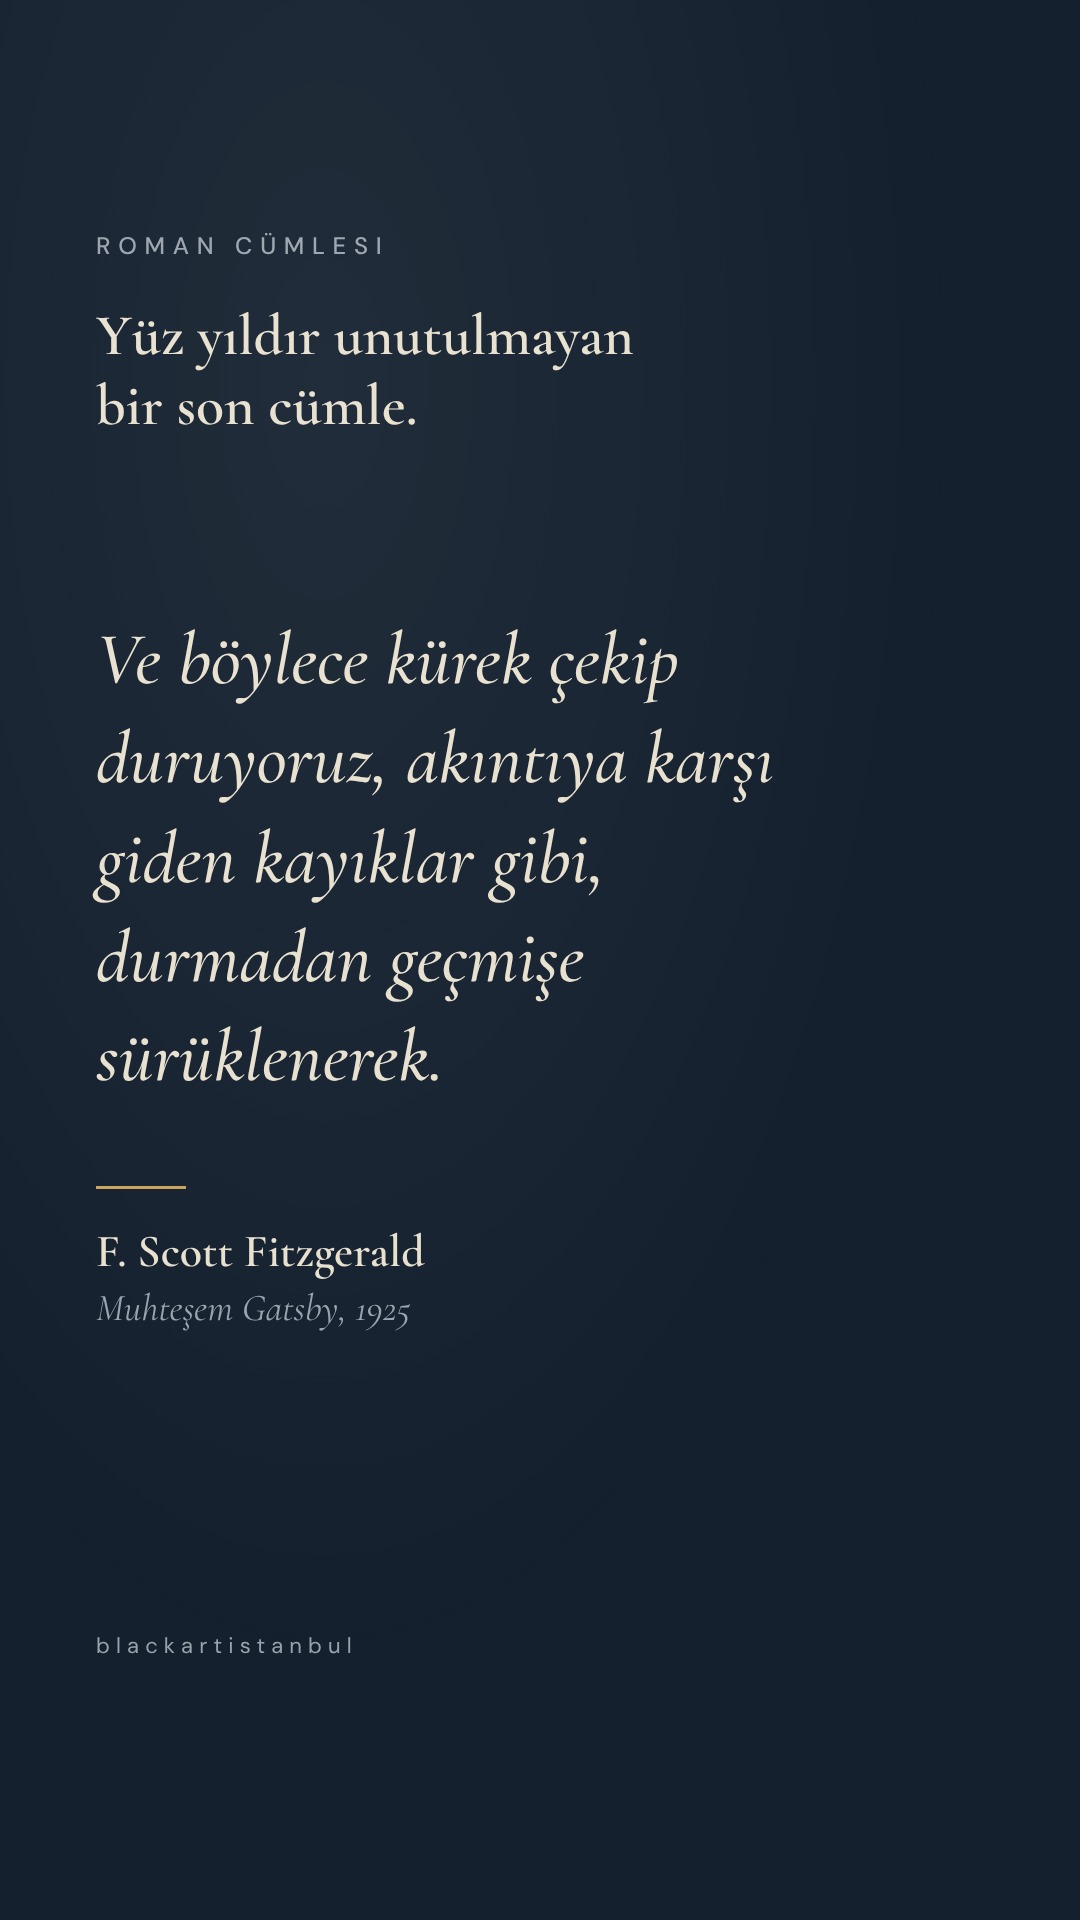 ROMAN CÜMLESI
Yüz yıldır unutulmayan
bir son cümle.
Ve böylece kürek çekip
duruyoruz, akıntıya karşı
giden kayıklar gibi,
durmadan geçmişe
sürüklenerek.
F. Scott Fitzgerald
Muhteşem Gatsby, 1925
blackartistanbul